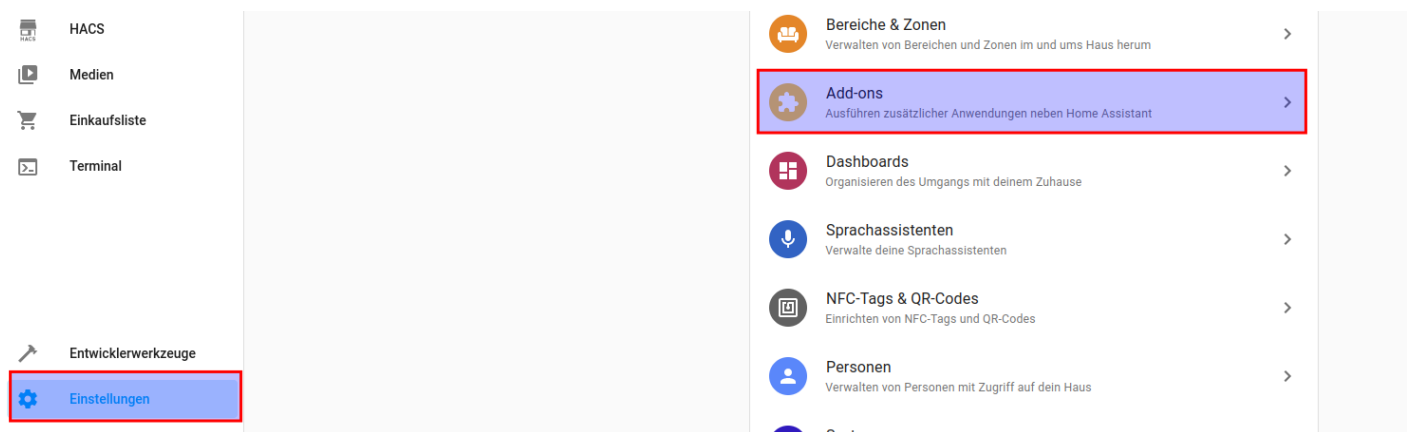 HACS
HACS
Medien
Einkaufsliste
Terminal
Entwicklerwerkzeuge
Einstellungen
Bereiche & Zonen
Verwalten von Bereichen und Zonen im und ums Haus herum
Add-ons
Ausführen zusätzlicher Anwendungen neben Home Assistant
Dashboards
Organisieren des Umgangs mit deinem Zuhause
Sprachassistenten
Verwalte deine Sprachassistenten
NFC-Tags & QR-Codes
Einrichten von NFC-Tags und QR-Codes
Personen
Verwalten von Personen mit Zugriff auf dein Haus